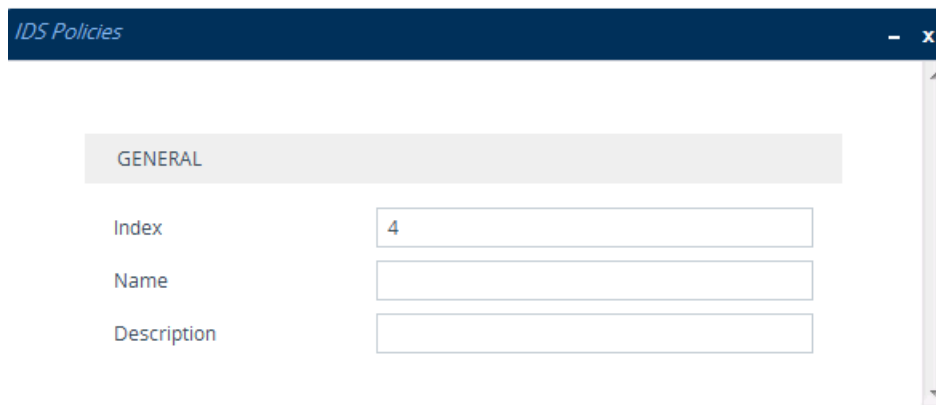 IDS Policies – x
GENERAL
Index 4
Name
Description